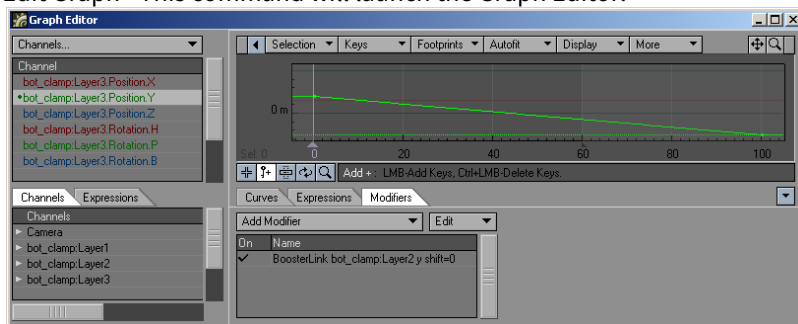 Edit Graph - This command will launch the Graph Editor.
Graph Editor
Channels...
Selection Keys Footprints Autofit Display More
Channel
bot_clamp:Layer3.Position.X
bot_clamp:Layer3.Position.Y
bot_clamp:Layer3.Position.Z
bot_clamp:Layer3.Rotation.H
bot_clamp:Layer3.Rotation.P
bot_clamp:Layer3.Rotation.B
0 m
Sel: 0 0 20 40 60 80 100
Add + : LMB-Add Keys, Ctrl+LMB-Delete Keys.
Channels Expressions
Curves Expressions Modifiers
Channels
Camera
bot_clamp:Layer1
bot_clamp:Layer2
bot_clamp:Layer3
Add Modifier Edit
On Name
BoosterLink bot_clamp:Layer2 y shift=0